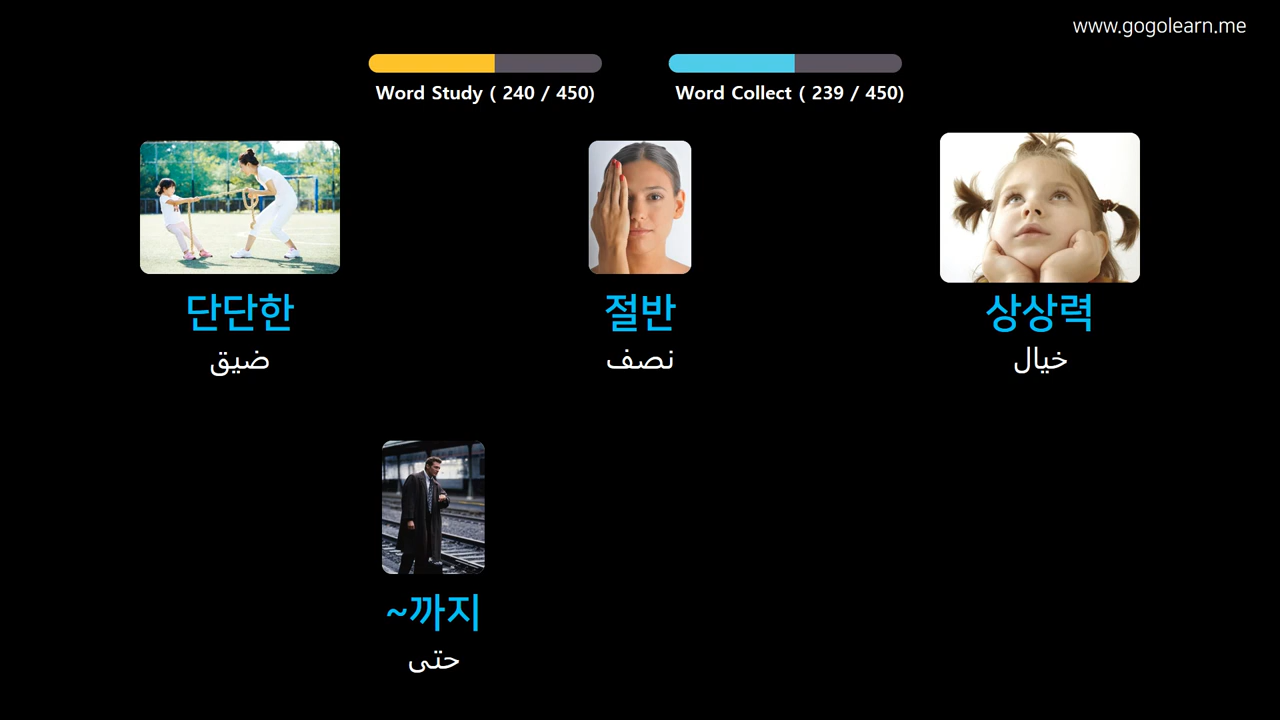 www.gogolearn.me
Word Study ( 240 / 450)
Word Collect ( 239 / 450)
단단한
절반
상상력
ضيق
نصف
خيال
~까지
حتى